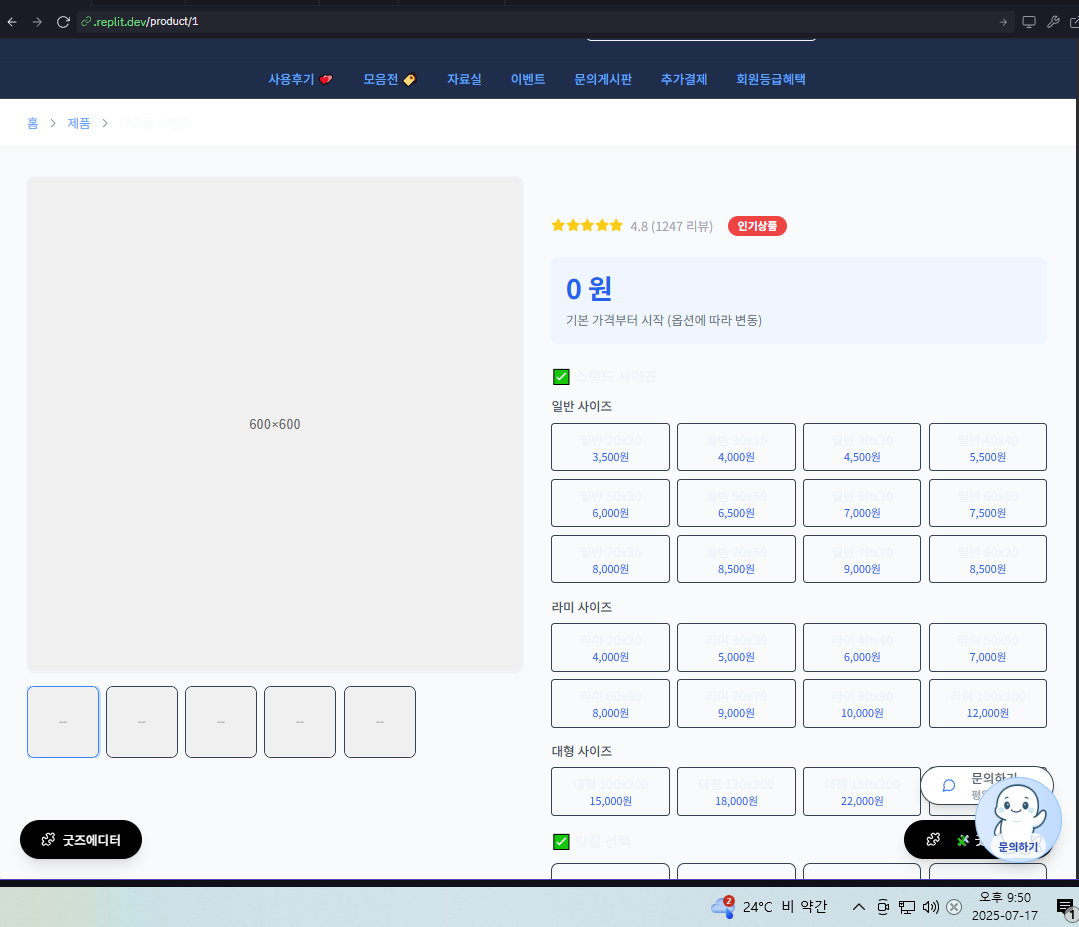 .replit.dev/product/1
사용후기 모음전 자료실 이벤트 문의게시판 추가결제 회원등급혜택
홈 > 제품 > 아크릴 스탠드
600×600
4.8 (1247 리뷰) 인기상품
0 원
기본 가격부터 시작 (옵션에 따라 변동)
스탠드 사이즈
일반 사이즈
일반 20x20 일반 30x15 일반 30x30 일반 40x40
3,500원 4,000원 4,500원 5,500원
일반 50x30 일반 50x50 일반 60x30 일반 60x60
6,000원 6,500원 7,000원 7,500원
일반 70x35 일반 70x50 일반 70x70 일반 80x20
8,000원 8,500원 9,000원 8,500원
라미 사이즈
라미 20x20 라미 30x30 라미 40x40 라미 50x50
4,000원 5,000원 6,000원 7,000원
라미 60x60 라미 70x70 라미 80x80 라미 100x100
8,000원 9,000원 10,000원 12,000원
대형 사이즈
대형 100x200 대형 120x200 대형 150x200
15,000원 18,000원 22,000원
문의하기
문의하기
받침 선택
굿즈에디터
24°C 비 약간
2
오후 9:50
2025-07-17
1